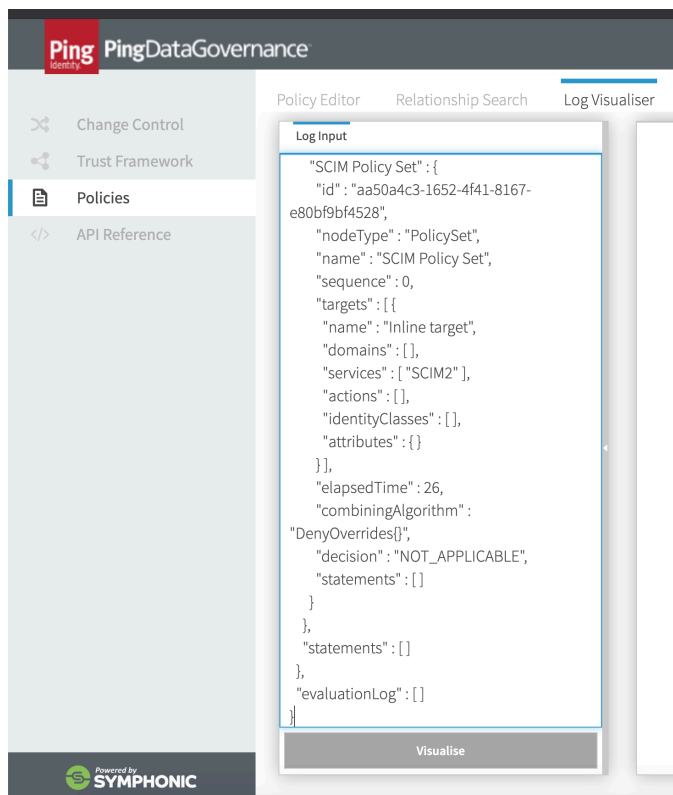 Ping
Identity.
PingDataGovernance
Policy Editor
Relationship Search
Log Visualiser
Change Control
Trust Framework
Policies
API Reference
Log Input
"SCIM Policy Set" : {
"id" : "aa50a4c3-1652-4f41-8167-
e80bf9bf4528",
"nodeType" : "PolicySet",
"name" : "SCIM Policy Set",
"sequence" : 0,
"targets" : [ {
"name" : "Inline target",
"domains" : [ ],
"services" : [ "SCIM2" ],
"actions" : [ ],
"identityClasses" : [ ],
"attributes" : { }
} ],
"elapsedTime" : 26,
"combiningAlgorithm" :
"DenyOverrides{}",
"decision" : "NOT_APPLICABLE",
"statements" : [ ]
}
},
"statements" : [ ]
},
"evaluationLog" : [ ]
}
Visualise
Powered by
SYMPHONIC